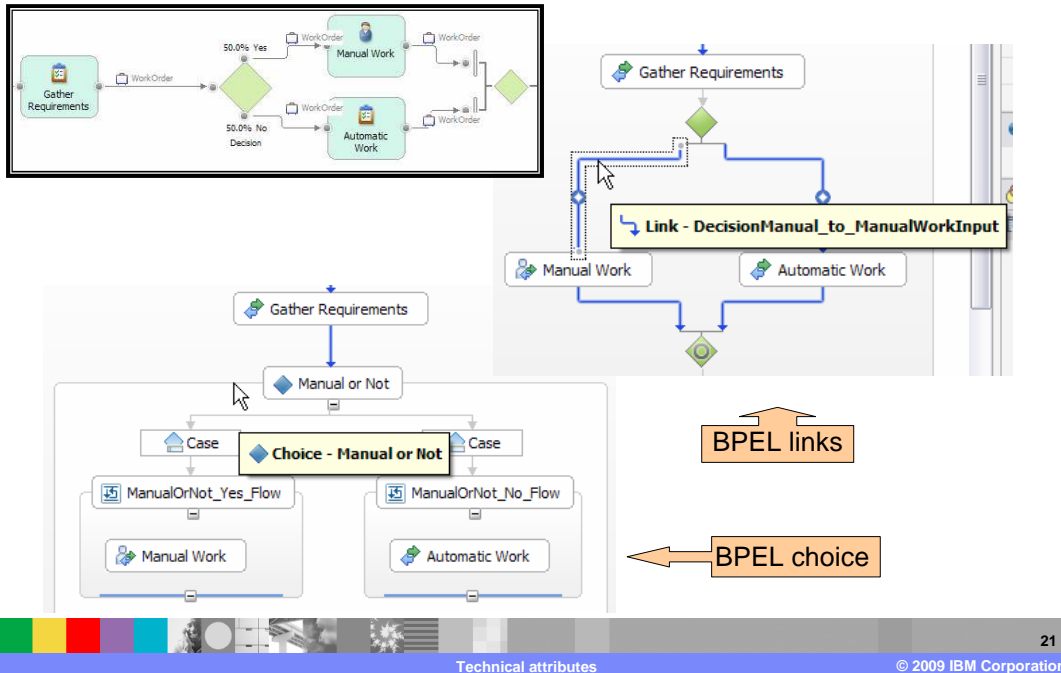 50.0% Yes
WorkOrder
Manual Work
WorkOrder
Gather
Requirements
WorkOrder
WorkOrder
50.0% No
Decision
Automatic
Work
WorkOrder
Gather Requirements
Link - DecisionManual_to_ManualWorkInput
Manual Work
Automatic Work
Gather Requirements
Manual or Not
Case
Case
Choice - Manual or Not
ManualOrNot_Yes_Flow
ManualOrNot_No_Flow
Manual Work
Automatic Work
BPEL links
BPEL choice
21
Technical attributes
© 2009 IBM Corporation